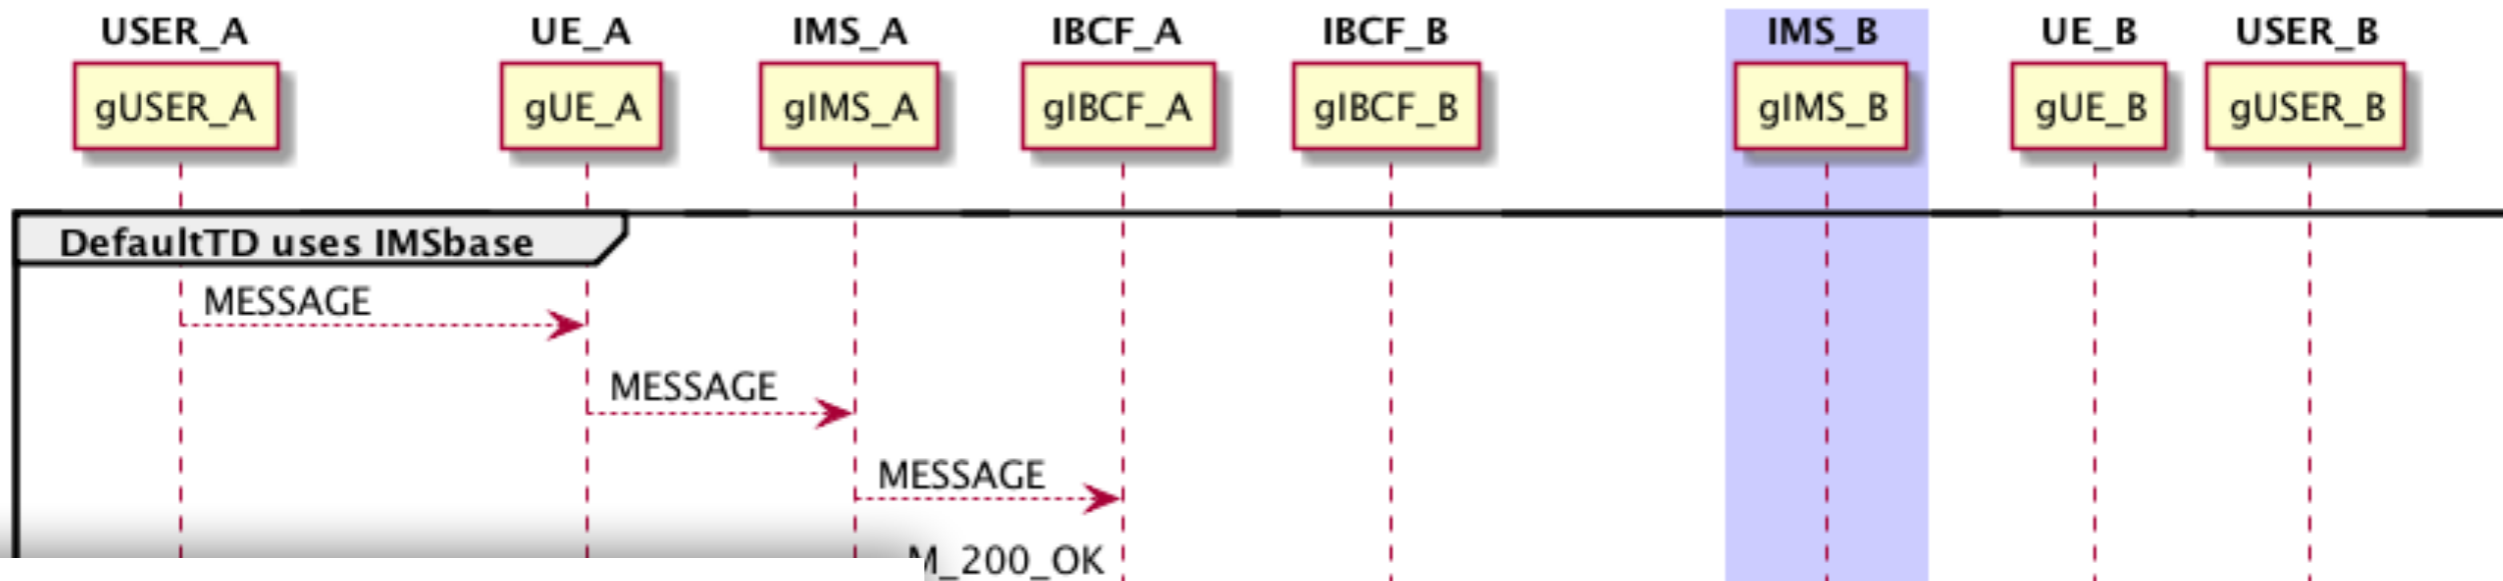 USER_A UE_A IMS_A IBCF_A IBCF_B IMS_B UE_B USER_B
gUSER_A gUE_A gIMS_A gIBCF_A gIBCF_B gIMS_B gUE_B gUSER_B
DefaultTD uses IMSbase
MESSAGE
MESSAGE
MESSAGE
M_200_OK